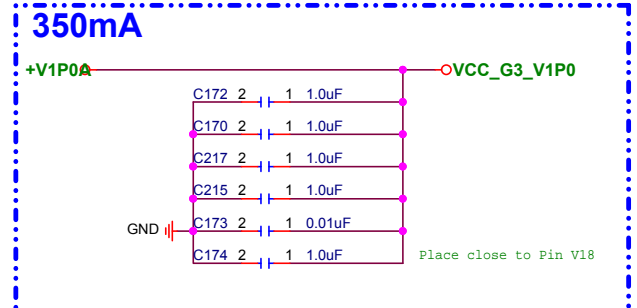 350mA
+V1P0A VCC_G3_V1P0
C172 2 1 1.0uF
C170 2 1 1.0uF
C217 2 1 1.0uF
C215 2 1 1.0uF
GND C173 2 1 0.01uF
C174 2 1 1.0uF Place close to Pin V18